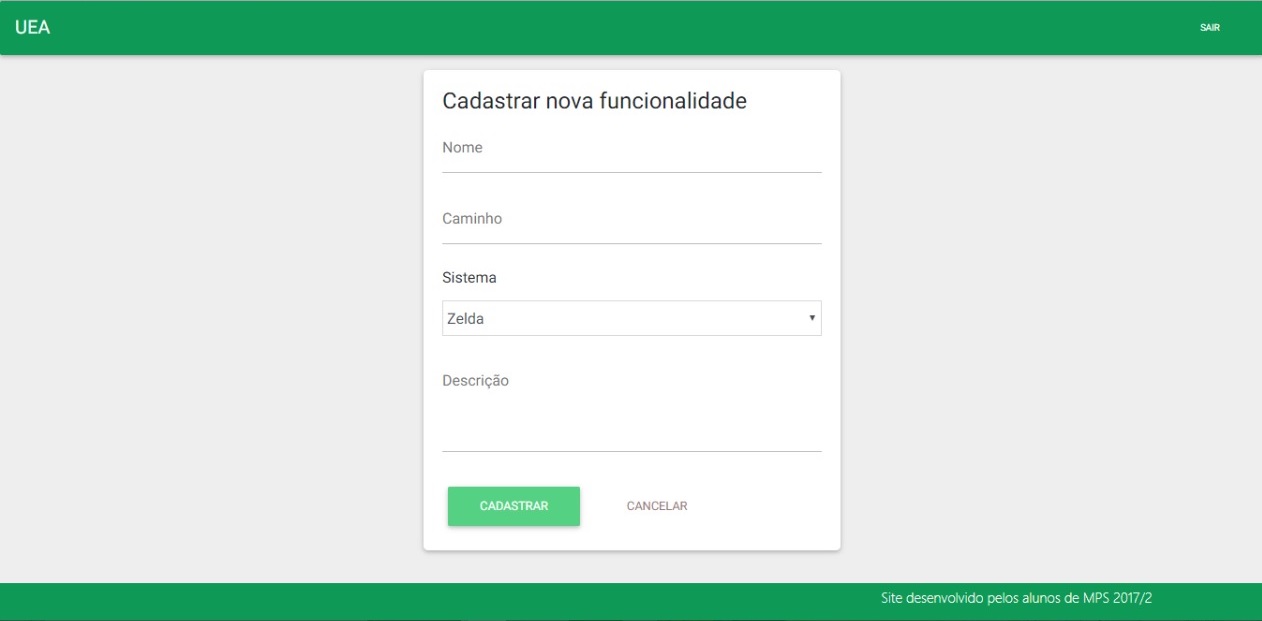 UEA
SAIR
Cadastrar nova funcionalidade
Nome
Caminho
Sistema
Zelda
Descrição
CADASTRAR
CANCELAR
Site desenvolvido pelos alunos de MPS 2017/2